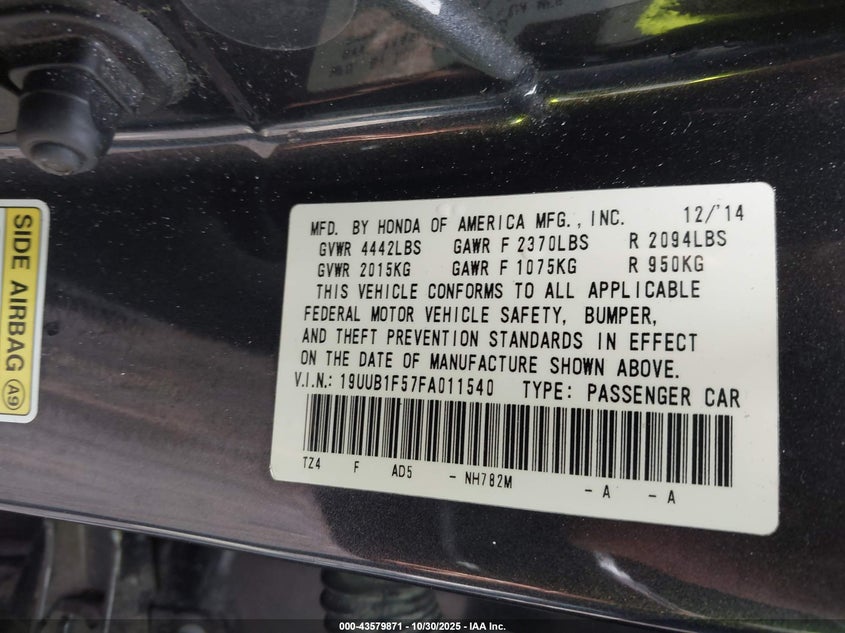 SIDE AIRBAG A9
MFD. BY HONDA OF AMERICA MFG., INC. 12/'14
GVWR 4442LBS GAWR F 2370LBS R 2094LBS
GVWR 2015KG GAWR F 1075KG R 950KG
THIS VEHICLE CONFORMS TO ALL APPLICABLE
FEDERAL MOTOR VEHICLE SAFETY, BUMPER,
AND THEFT PREVENTION STANDARDS IN EFFECT
ON THE DATE OF MANUFACTURE SHOWN ABOVE.
V.I.N.: 19UUB1F57FA011540 TYPE: PASSENGER CAR
TZ4 F AD5 - NH782M - A - A
000-43579871 - 10/30/2025 - IAA Inc.